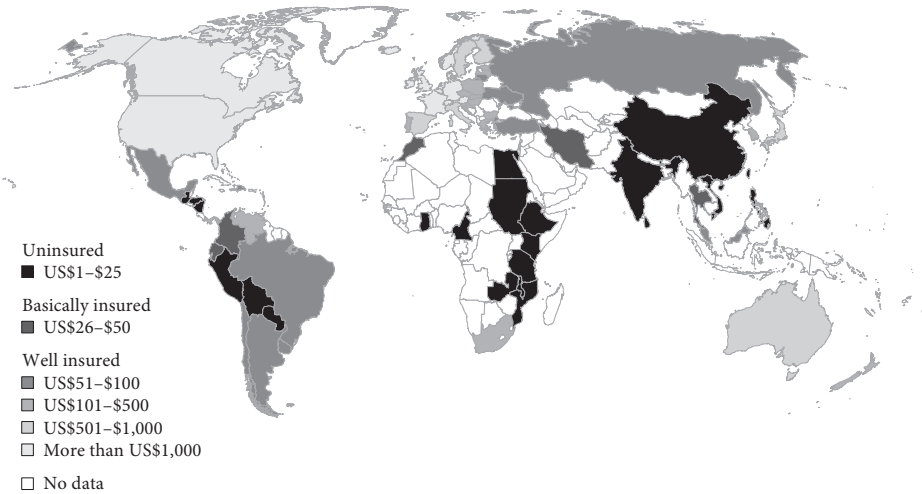 Uninsured
US$1–$25
Basically insured
US$26–$50
Well insured
US$51–$100
US$101–$500
US$501–$1,000
More than US$1,000
No data